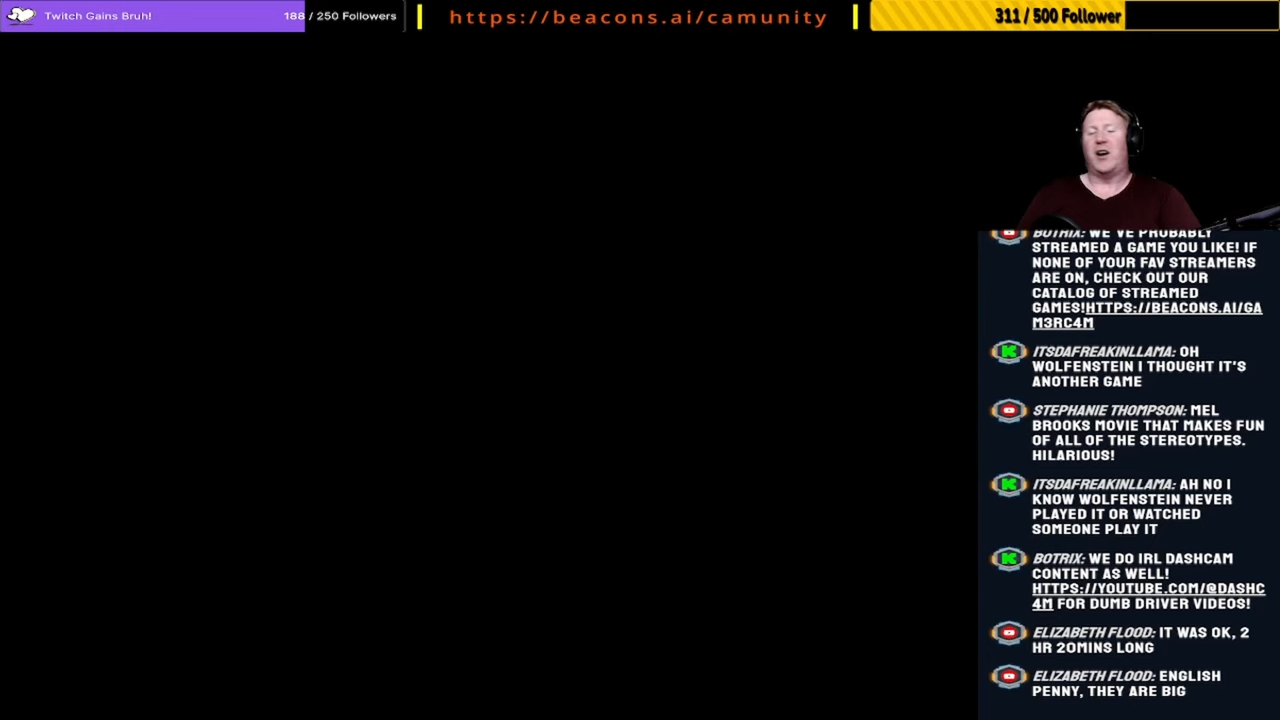 Twitch Gains Bruh!
188 / 250 Followers
https://beacons.ai/camunity
311 / 500 Follower
BOTRIX: WE'VE PROBABLY
STREAMED A GAME YOU LIKE! IF
NONE OF YOUR FAV STREAMERS
ARE ON, CHECK OUT OUR
CATALOG OF STREAMED
GAMES!HTTPS://BEACONS.AI/GA
M3RC4M
ITSDAFREAKINLLAMA: OH
WOLFENSTEIN I THOUGHT IT'S
ANOTHER GAME
STEPHANIE THOMPSON: MEL
BROOKS MOVIE THAT MAKES FUN
OF ALL OF THE STEREOTYPES.
HILARIOUS!
ITSDAFREAKINLLAMA: AH NO I
KNOW WOLFENSTEIN NEVER
PLAYED IT OR WATCHED
SOMEONE PLAY IT
BOTRIX: WE DO IRL DASHCAM
CONTENT AS WELL!
HTTPS://YOUTUBE.COM/@DASHC
4M FOR DUMB DRIVER VIDEOS!
ELIZABETH FLOOD: IT WAS OK, 2
HR 20MINS LONG
ELIZABETH FLOOD: ENGLISH
PENNY, THEY ARE BIG